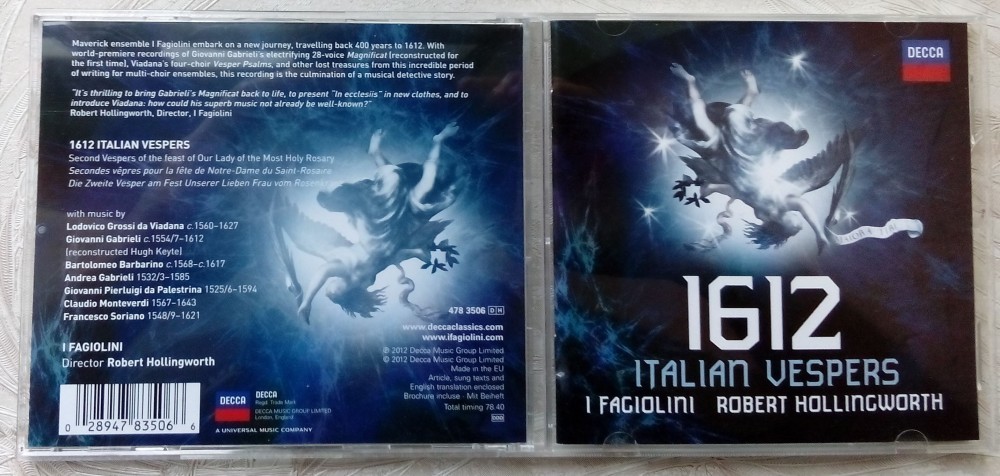 Maverick ensemble I Fagiolini embark on a new journey, travelling back 400 years to 1612. With
world-premiere recordings of Giovanni Gabrieli's electrifying 28-voice Magnificat (reconstructed for
the first time), Viadana's four-choir Vesper Psalms, and other lost treasures from this incredible period
of writing for multi-choir ensembles, this recording is the culmination of a musical detective story.
"It's thrilling to bring Gabrieli's Magnificat back to life, to present "In ecclesiis" in new clothes, and to
introduce Viadana: how could his superb music not already be well-known?"
Robert Hollingworth, Director, I Fagiolini
1612 ITALIAN VESPERS
Second Vespers of the feast of Our Lady of the Most Holy Rosary
Secondes vêpres pour la fête de Notre-Dame du Saint-Rosaire
Die Zweite Vesper am Fest Unserer Lieben Frau vom
with music by
Lodovico Grossi da Viadana c.1560–1627
Giovanni Gabrieli c.1554/7–1612
(reconstructed Hugh Keyte)
Bartolomeo Barbarino c.1568–c.1617
Andrea Gabrieli 1532/3–1585
Giovanni Pierluigi da Palestrina 1525/6–1594
Claudio Monteverdi 1567–1643
Francesco Soriano 1548/9–1621
I FAGIOLINI
Director Robert Hollingworth
478 3506 DH
www.deccaclassics.com
www.ifagiolini.com
℗ 2012 Decca Music Group Limited
© 2012 Decca Music Group Limited
Made in the EU
Article, sung texts and
English translation enclosed
Brochure incluse · Mit Beiheft
Total timing 78.40
DDD
0 28947 83506 6
DECCA
DECCA
Regd. Trade Mark
DECCA MUSIC GROUP LIMITED
London, England
A UNIVERSAL MUSIC COMPANY
DECCA
1612
ITALIAN VESPERS
I FAGIOLINI ROBERT HOLLINGWORTH